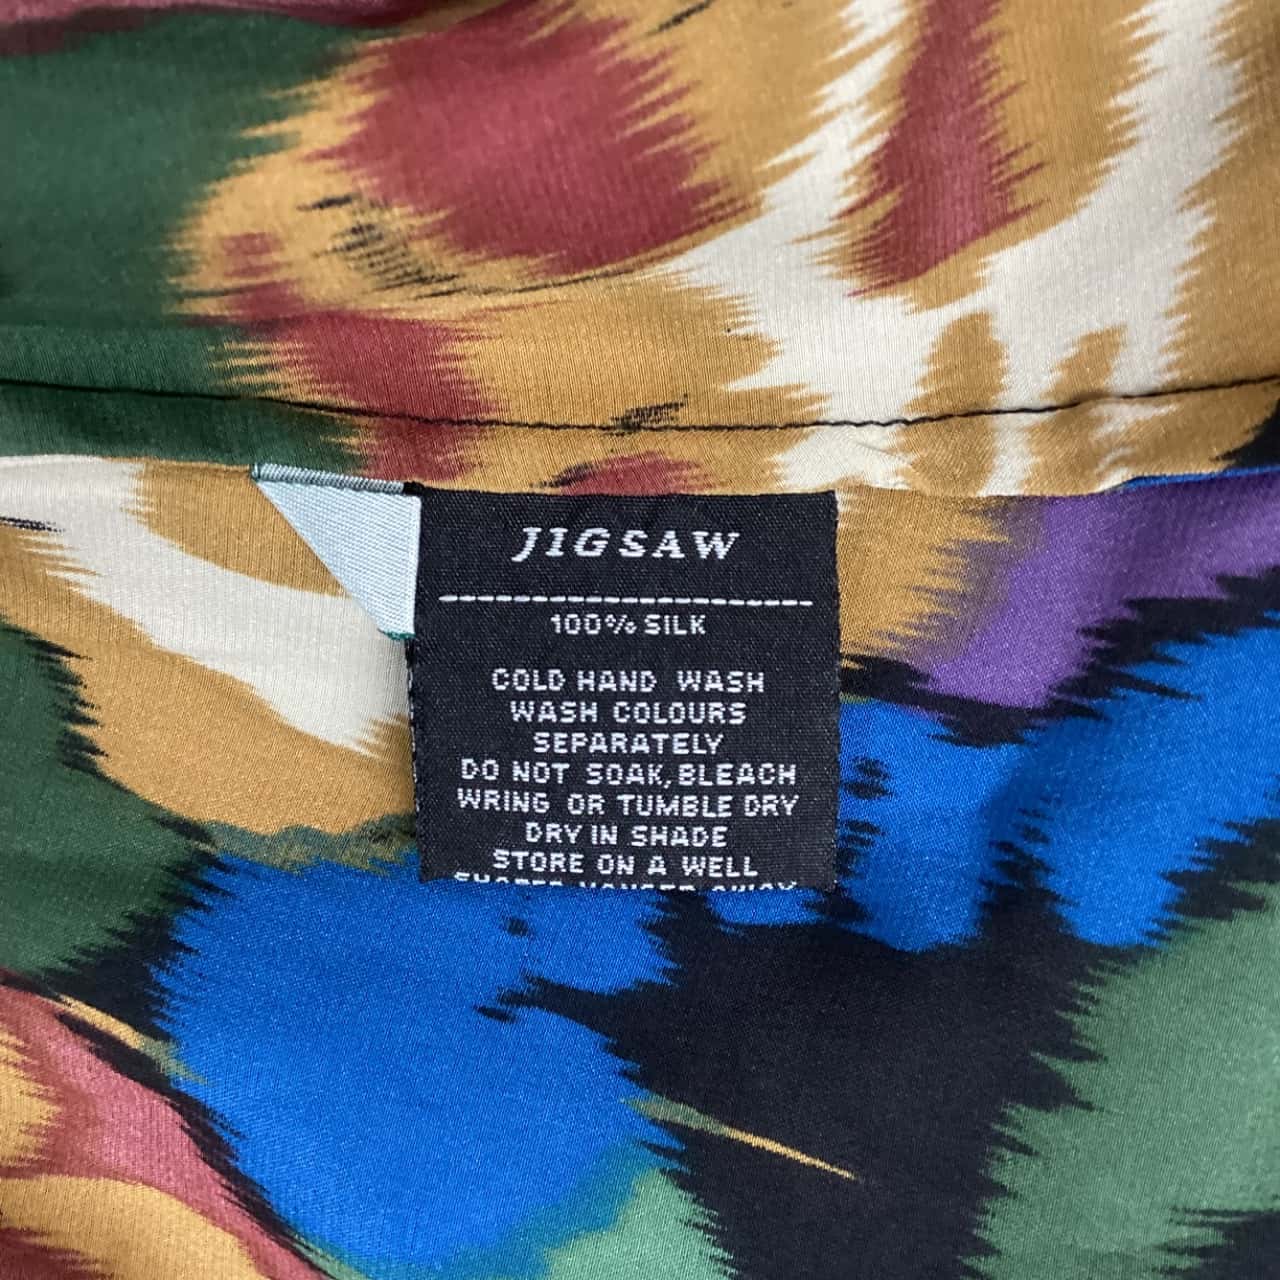 JIGSAW
100% SILK
COLD HAND WASH
WASH COLOURS
SEPARATELY
DO NOT SOAK, BLEACH
WRING OR TUMBLE DRY
DRY IN SHADE
STORE ON A WELL